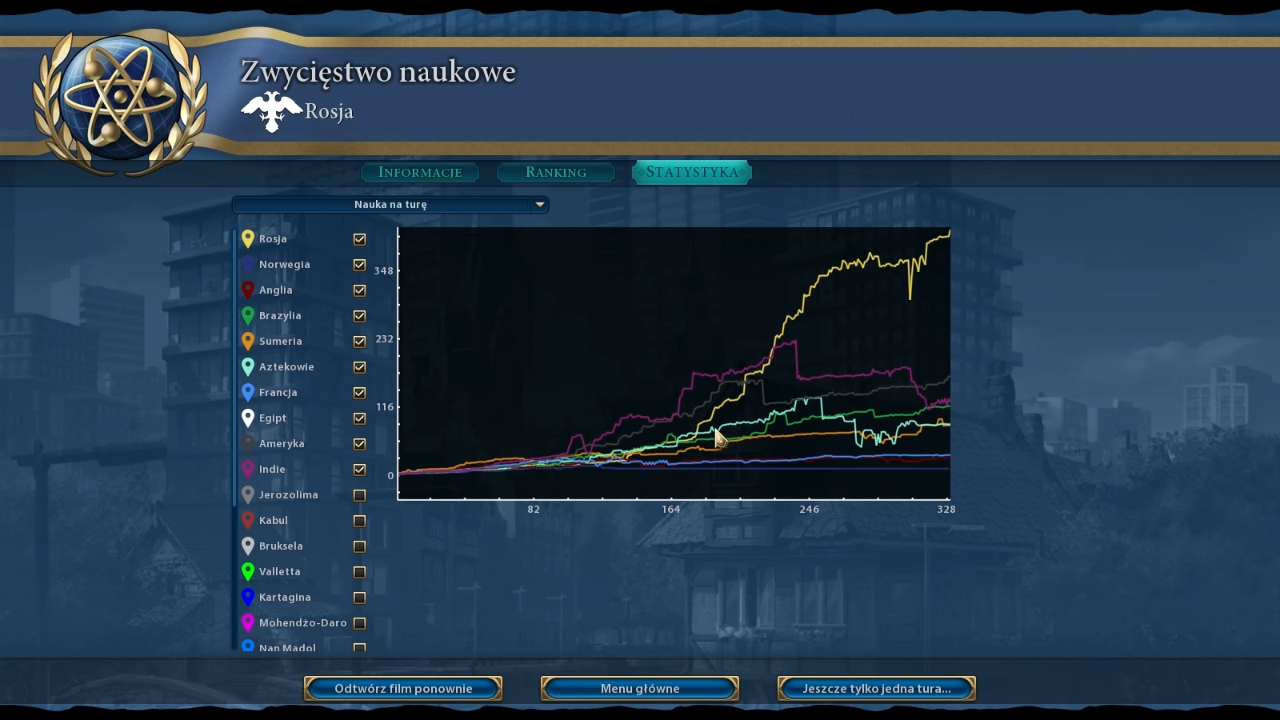 Zwycięstwo naukowe
Rosja
Informacje
Ranking
Statystyka
Nauka na turę
Rosja
Norwegia
Anglia
Brazylia
Sumeria
Aztekowie
Francja
Egipt
Ameryka
Indie
Jerozolima
Kabul
Bruksela
Valletta
Kartagina
Mohendżo-Daro
Nan Madol
348
232
116
0
82
164
246
328
Odtwórz film ponownie
Menu główne
Jeszcze tylko jedna tura...